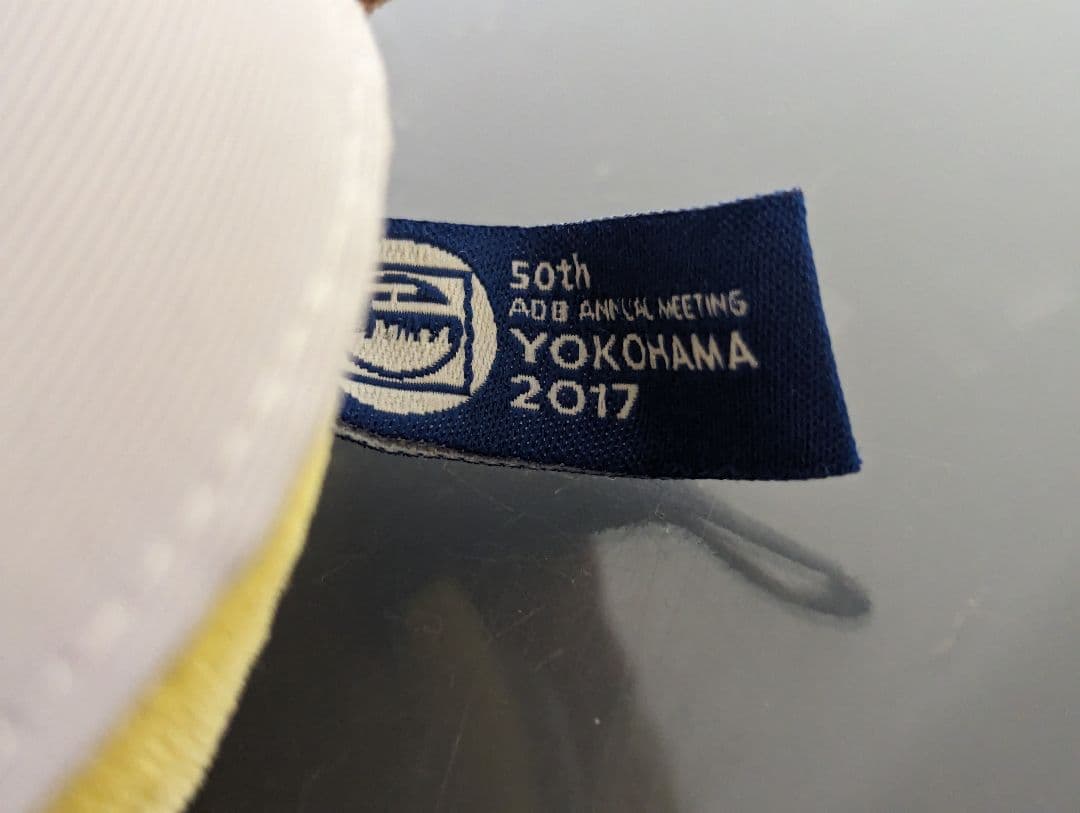 50th
ADB ANNUAL MEETING
YOKOHAMA
2017